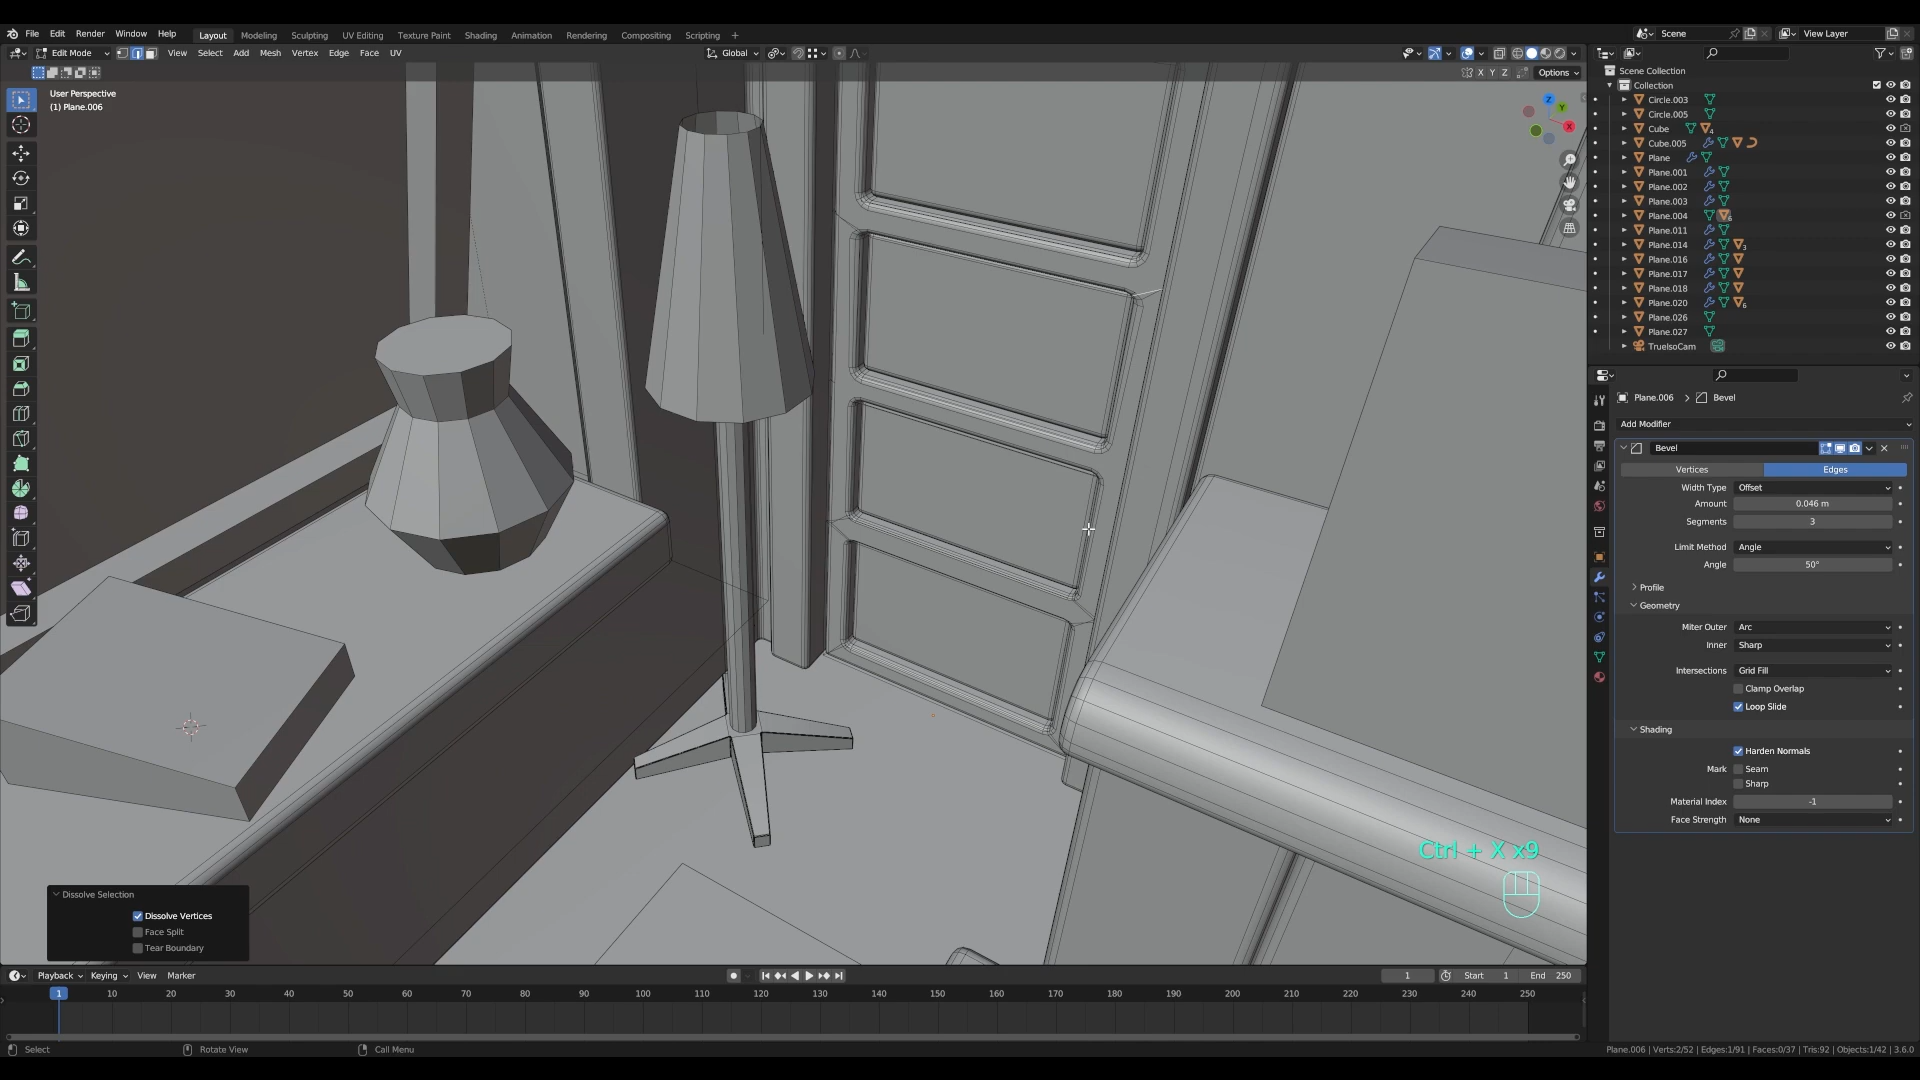 File Edit Render Window Help Layout Modeling Sculpting UV Editing Texture Paint Shading Animation Rendering Compositing Scripting + Scene View Layer
Edit Mode View Select Add Mesh Vertex Edge Face UV Global
X Y Z Options
User Perspective
(1) Plane.006
Z
Y
X
Scene Collection
Collection
Circle.003
Circle.005
Cube 4
Cube.005
Plane
Plane.001
Plane.002
Plane.003
Plane.004 6
Plane.011
Plane.014 3
Plane.016
Plane.017
Plane.018
Plane.020 6
Plane.026
Plane.027
TrueIsoCam
Plane.006 > Bevel
Add Modifier
Bevel
Vertices Edges
Width Type Offset
Amount 0.046 m
Segments 3
Limit Method Angle
Angle 50°
Profile
Geometry
Miter Outer Arc
Inner Sharp
Intersections Grid Fill
Clamp Overlap
Loop Slide
Shading
Harden Normals
Mark Seam
Sharp
Material Index -1
Face Strength None
Ctrl + X x9
Dissolve Selection
Dissolve Vertices
Face Split
Tear Boundary
Playback Keying View Marker 1 Start 1 End 250
1 10 20 30 40 50 60 70 80 90 100 110 120 130 140 150 160 170 180 190 200 210 220 230 240 250
Select Rotate View Call Menu Plane.006 | Verts:2/52 | Edges:1/91 | Faces:0/37 | Tris:92 | Objects:1/42 | 3.6.0